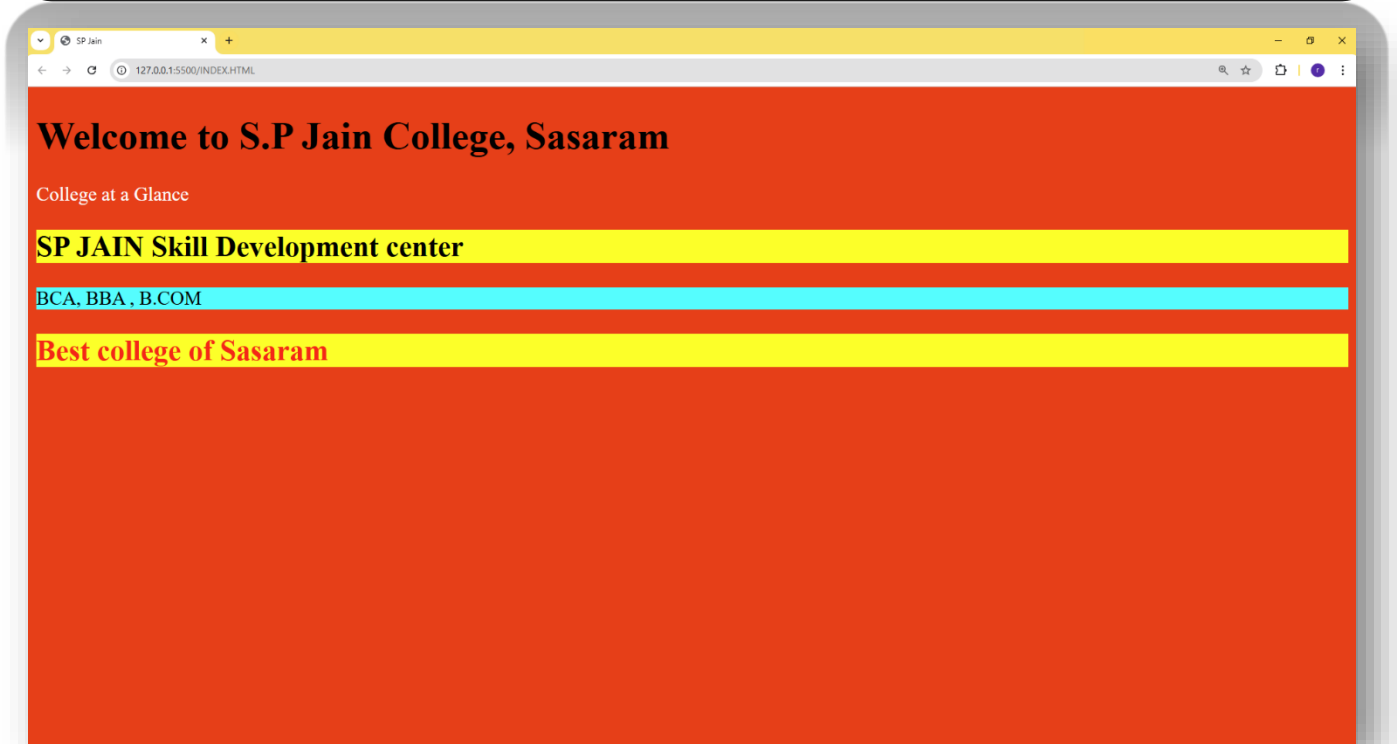 SP Jain
127.0.0.1:5500/INDEX.HTML
Welcome to S.P Jain College, Sasaram
College at a Glance
SP JAIN Skill Development center
BCA, BBA , B.COM
Best college of Sasaram